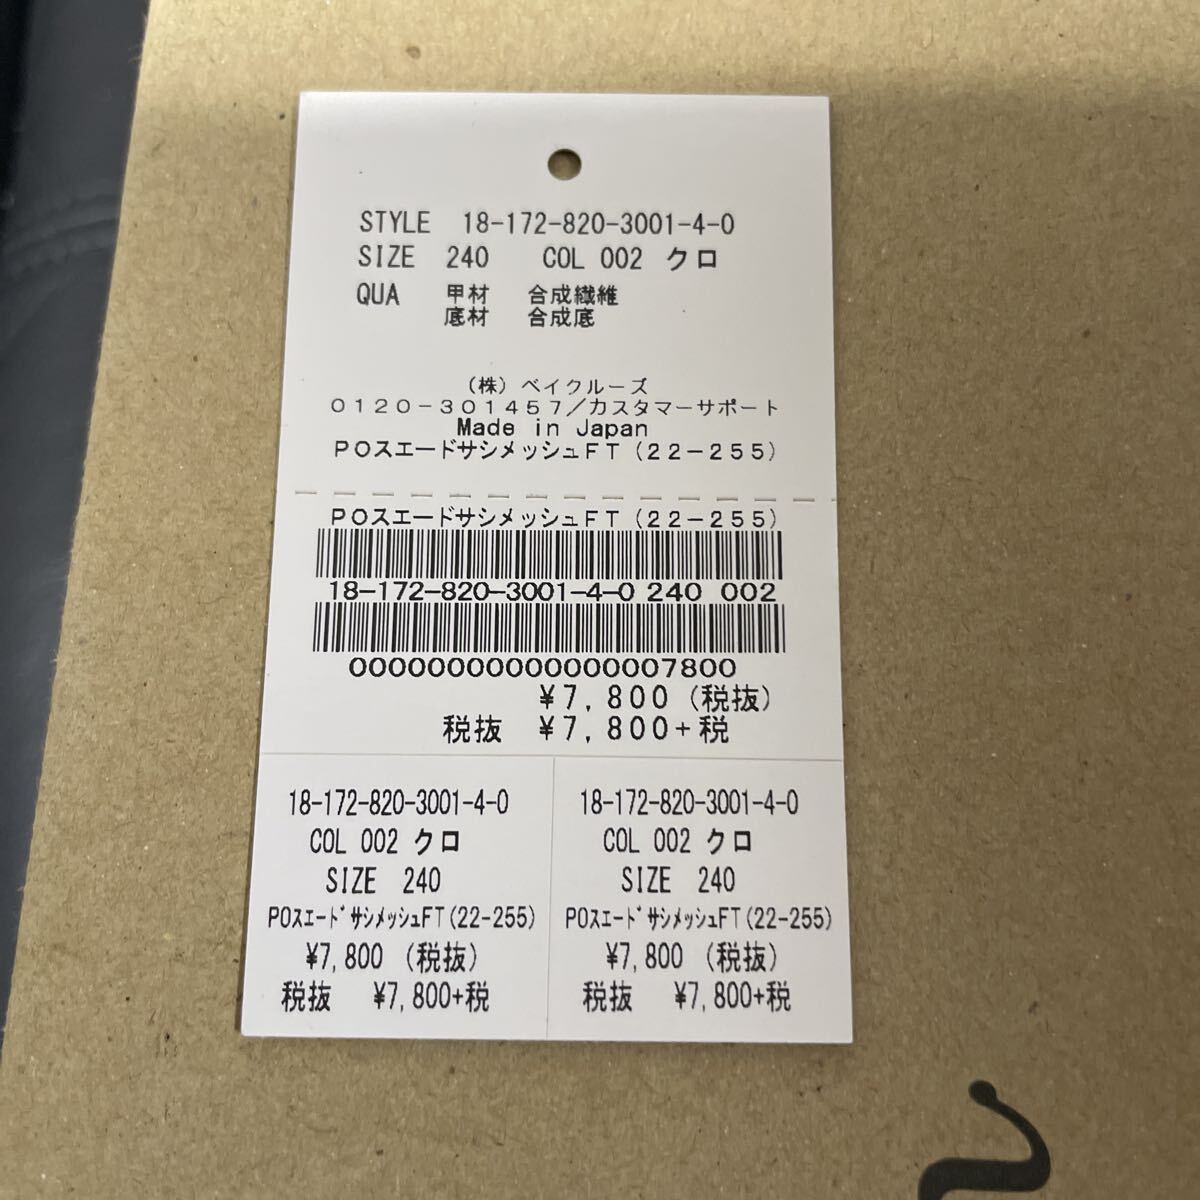 STYLE 18-172-820-3001-4-0
SIZE 240 COL 002 クロ
QUA 甲材 合成繊維
底材 合成底
(株)ベイクルーズ
0120-301457/カスタマーサポート
Made in Japan
POスエードサシメッシュFT(22-255)
POスエードサシメッシュFT(22-255)
18-172-820-3001-4-0 240 002
000000000000000007800
¥7,800(税抜)
税抜 ¥7,800+税
18-172-820-3001-4-0
COL 002 クロ
SIZE 240
POスエードサシメッシュFT(22-255)
¥7,800 (税抜)
税抜 ¥7,800+税
18-172-820-3001-4-0
COL 002 クロ
SIZE 240
POスエードサシメッシュFT(22-255)
¥7,800 (税抜)
税抜 ¥7,800+税